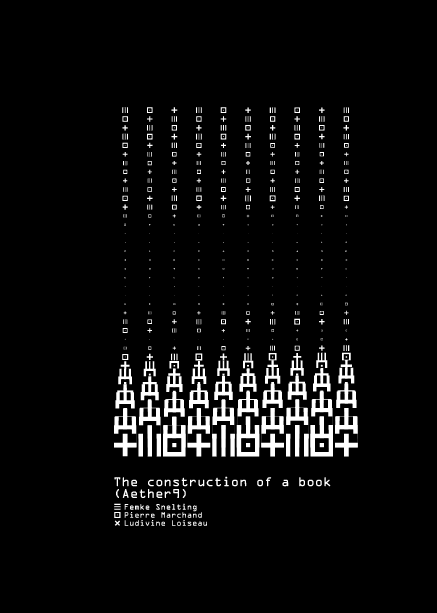 The construction of a book
(Aether9)
Femke Snelting
Pierre Marchand
Ludivine Loiseau